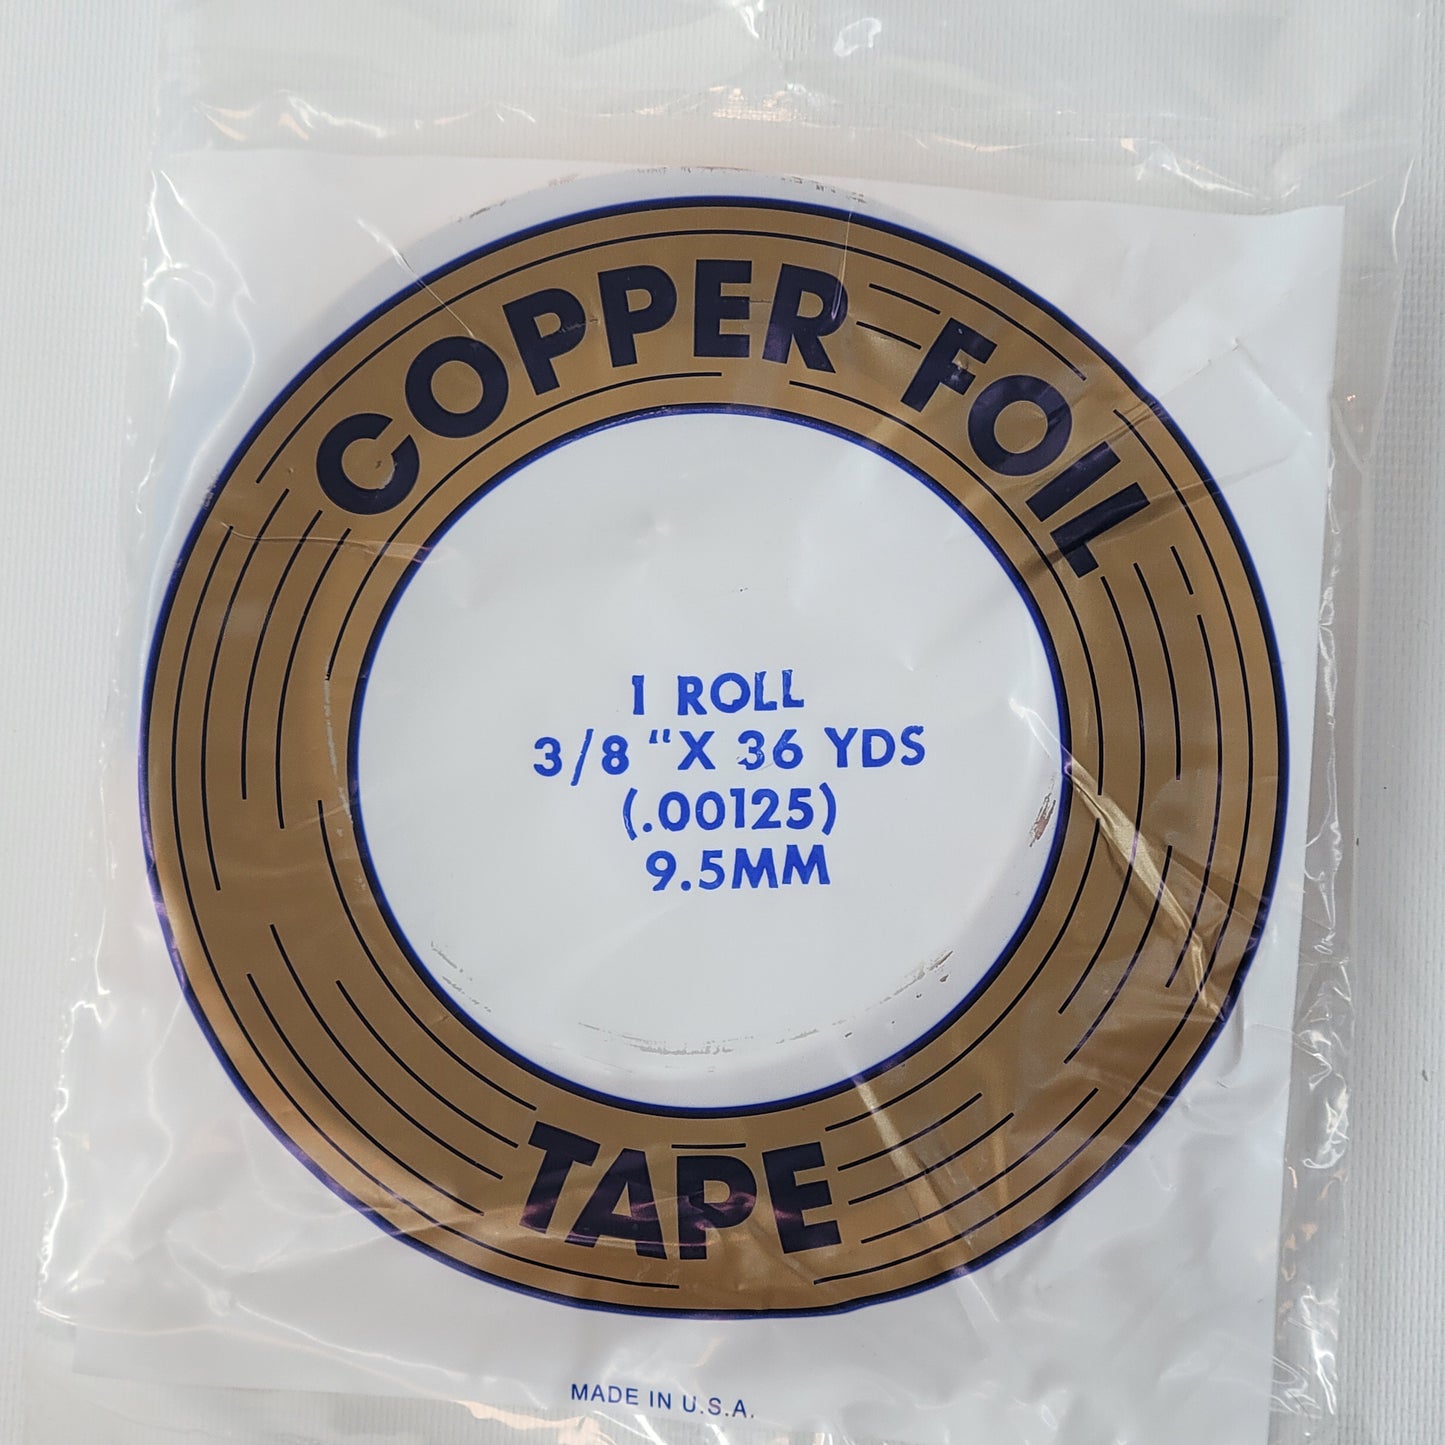 COPPER FOIL
1 ROLL
3/8 "X 36 YDS
(.00125)
9.5MM
TAPE
MADE IN U.S.A.